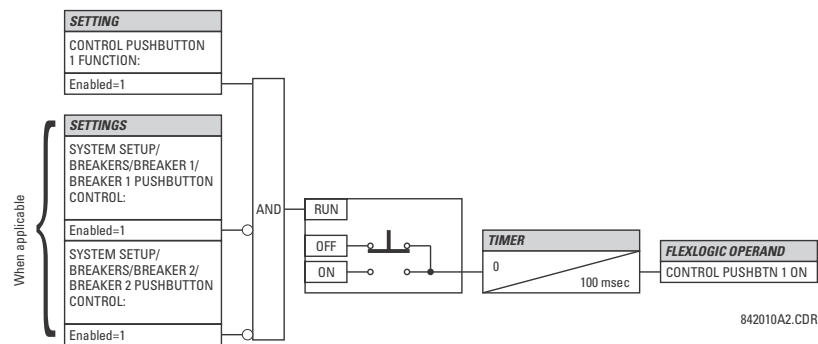 SETTING
CONTROL PUSHBUTTON
1 FUNCTION:
Enabled=1
When applicable
SETTINGS
SYSTEM SETUP/
BREAKERS/BREAKER 1/
BREAKER 1 PUSHBUTTON
CONTROL:
Enabled=1
SYSTEM SETUP/
BREAKERS/BREAKER 2/
BREAKER 2 PUSHBUTTON
CONTROL:
Enabled=1
AND
RUN
OFF
ON
TIMER
0
100 msec
FLEXLOGIC OPERAND
CONTROL PUSHBTN 1 ON
842010A2.CDR